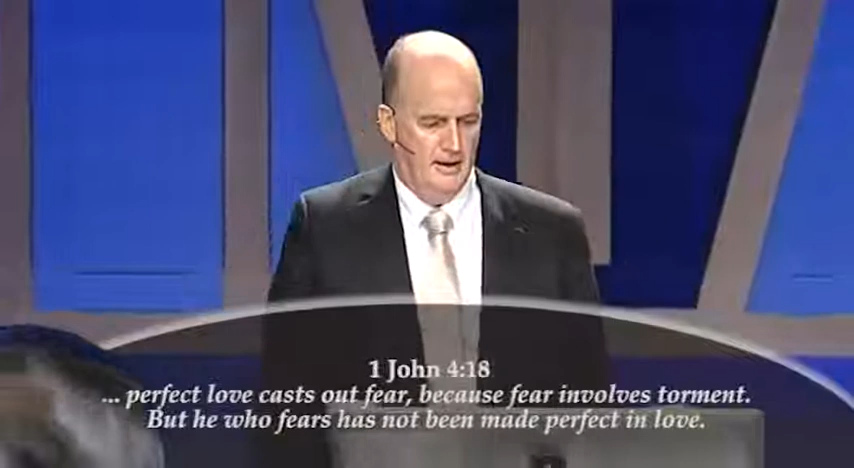 1 John 4:18
... perfect love casts out fear, because fear involves torment.
But he who fears has not been made perfect in love.